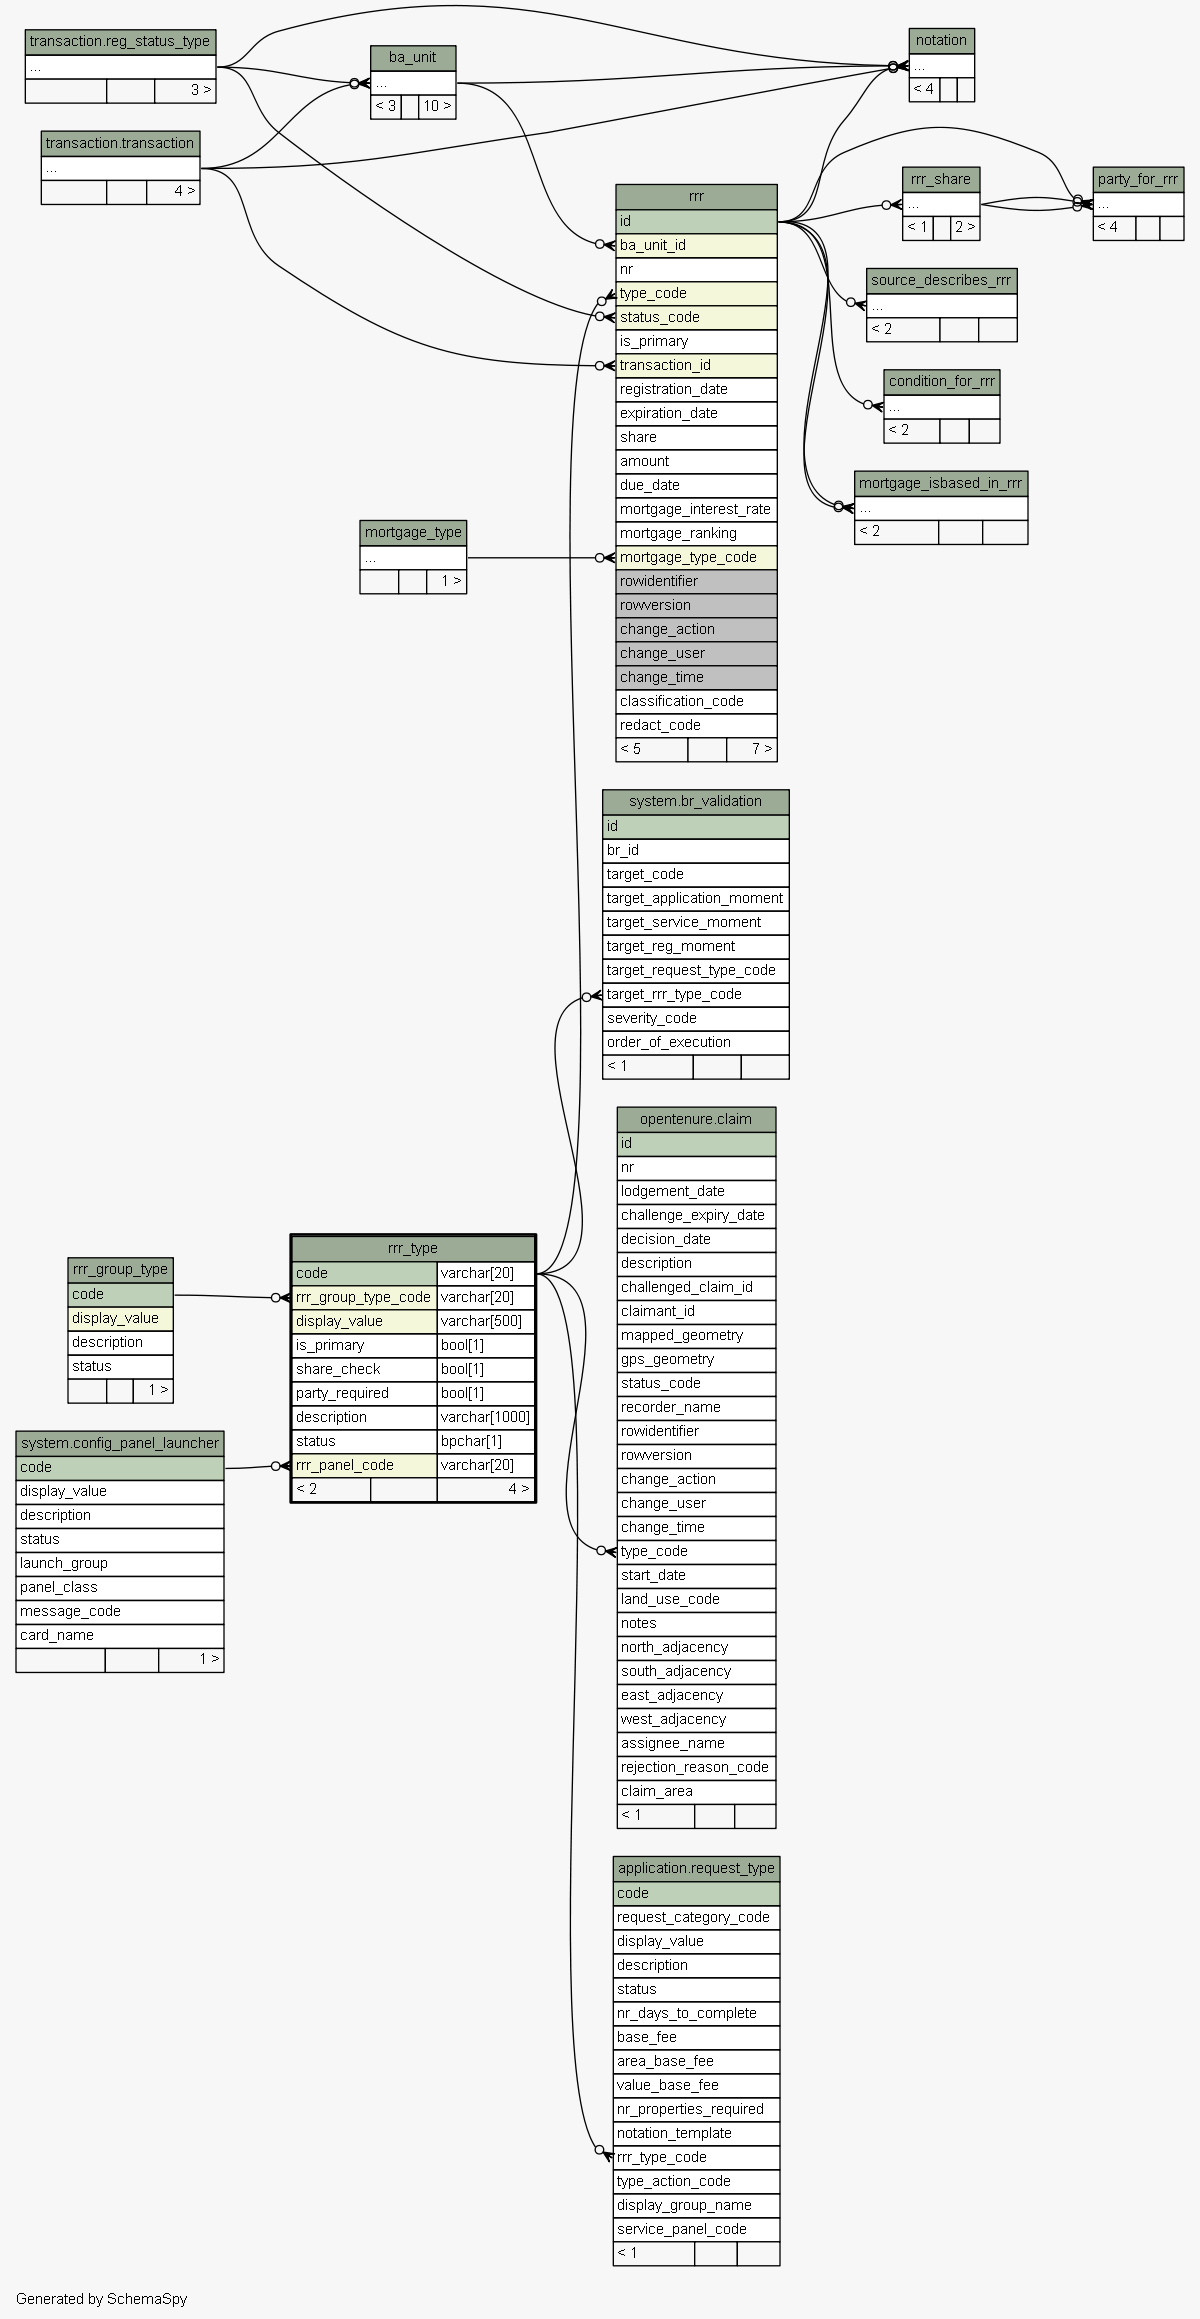 transaction.reg_status_type
...
3 >
ba_unit
...
< 3 10 >
notation
...
< 4
transaction.transaction
...
4 >
rrr
id
ba_unit_id
nr
type_code
status_code
is_primary
transaction_id
registration_date
expiration_date
share
amount
due_date
mortgage_interest_rate
mortgage_ranking
mortgage_type_code
rowidentifier
rowversion
change_action
change_user
change_time
classification_code
redact_code
< 5 7 >
rrr_share
...
< 1 2 >
party_for_rrr
...
< 4
source_describes_rrr
...
< 2
condition_for_rrr
...
< 2
mortgage_isbased_in_rrr
...
< 2
mortgage_type
...
1 >
system.br_validation
id
br_id
target_code
target_application_moment
target_service_moment
target_reg_moment
target_request_type_code
target_rrr_type_code
severity_code
order_of_execution
< 1
opentenure.claim
id
nr
lodgement_date
challenge_expiry_date
decision_date
description
challenged_claim_id
claimant_id
mapped_geometry
gps_geometry
status_code
recorder_name
rowidentifier
rowversion
change_action
change_user
change_time
type_code
start_date
land_use_code
notes
north_adjacency
south_adjacency
east_adjacency
west_adjacency
assignee_name
rejection_reason_code
claim_area
< 1
rrr_type
code varchar[20]
rrr_group_type_code varchar[20]
display_value varchar[500]
is_primary bool[1]
share_check bool[1]
party_required bool[1]
description varchar[1000]
status bpchar[1]
rrr_panel_code varchar[20]
< 2 4 >
rrr_group_type
code
display_value
description
status
1 >
system.config_panel_launcher
code
display_value
description
status
launch_group
panel_class
message_code
card_name
1 >
application.request_type
code
request_category_code
display_value
description
status
nr_days_to_complete
base_fee
area_base_fee
value_base_fee
nr_properties_required
notation_template
rrr_type_code
type_action_code
display_group_name
service_panel_code
< 1
Generated by SchemaSpy